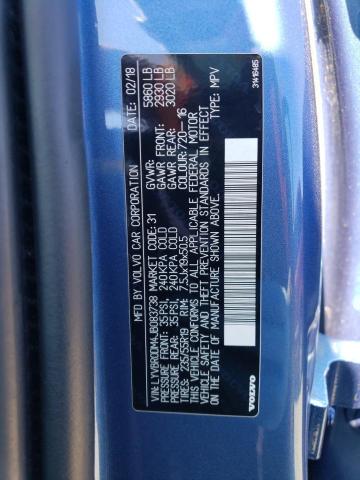 MFD. BY: VOLVO CAR CORPORATION DATE: 02/18
VIN: LYVBR0DM4JB083738 MARKET CODE: 31 GVWR: 5860 LB
PRESSURE FRONT: 35PSI, 240KPA COLD GAWR FRONT: 2930 LB
PRESSURE REAR: 35PSI, 240KPA COLD GAWR REAR: 3020 LB
TIRES: 235/55R19 RIM: 7.5Jx19x50.5 COLOUR: 720- 16
THIS VEHICLE CONFORMS TO ALL APPLICABLE FEDERAL MOTOR
VEHICLE SAFETY AND THEFT PREVENTION STANDARDS IN EFFECT
ON THE DATE OF MANUFACTURE TYPE: MPV
VOLVO 31418485